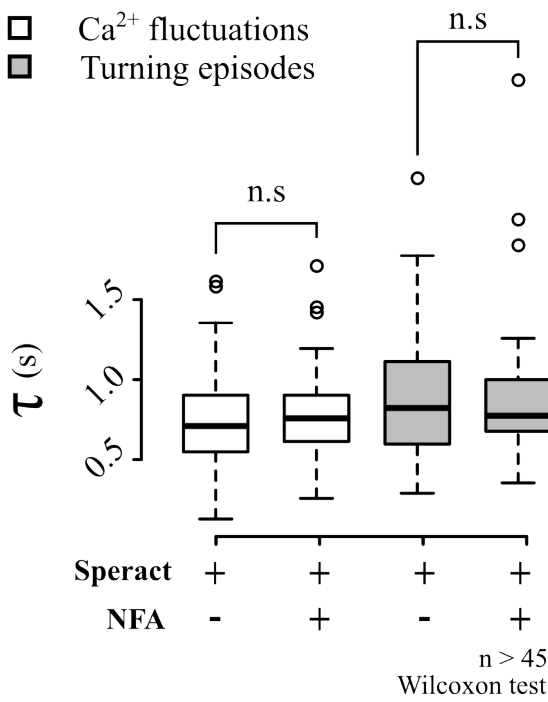 Ca²⁺ fluctuations
Turning episodes
n.s
n.s
τ (s)
1.5
1.0
0.5
Speract + + + +
NFA - + - +
n > 45
Wilcoxon test